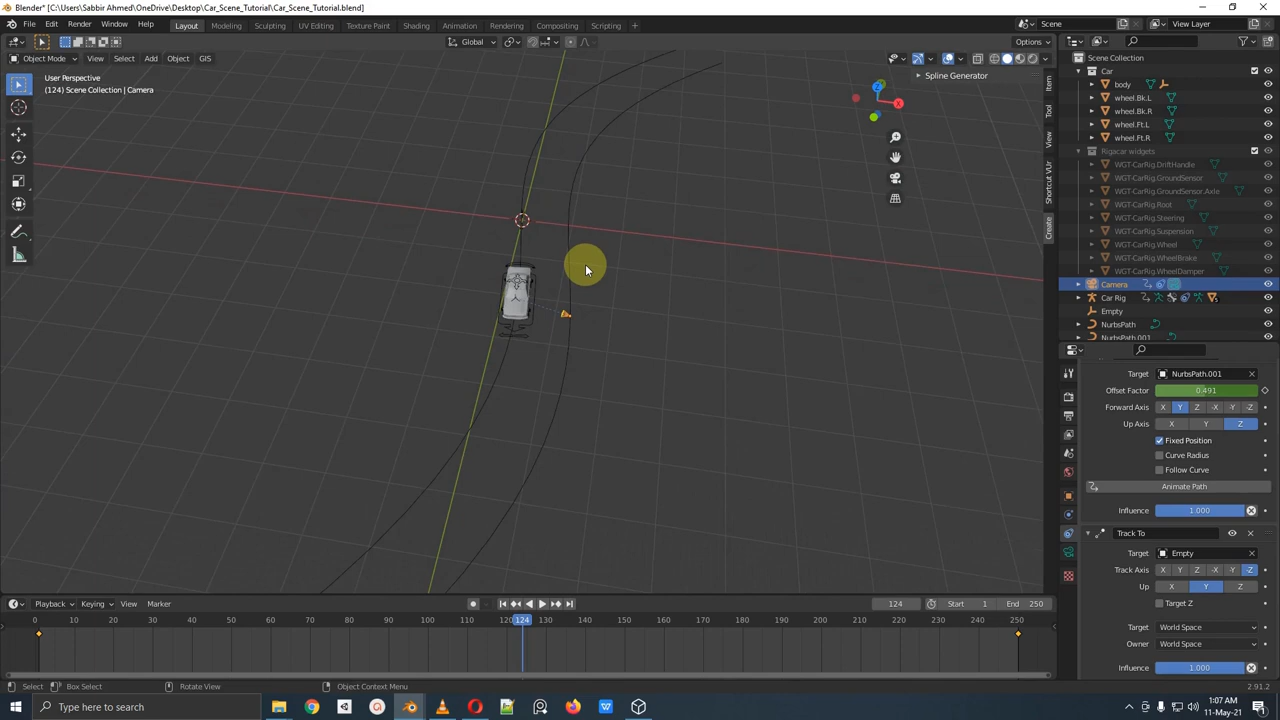 Blender* [C:\Users\Sabbir Ahmed\OneDrive\Desktop\Car_Scene_Tutorial\Car_Scene_Tutorial.blend]
File Edit Render Window Help Layout Modeling Sculpting UV Editing Texture Paint Shading Animation Rendering Compositing Scripting + Scene View Layer
Global Options
Object Mode View Select Add Object GIS
User Perspective
(124) Scene Collection | Camera
Spline Generator
Z
X
Item
Tool
View
Shortcut VUr
Create
Scene Collection
Car
body
wheel.Bk.L
wheel.Bk.R
wheel.Ft.L
wheel.Ft.R
Rigacar widgets
WGT-CarRig.DriftHandle
WGT-CarRig.GroundSensor
WGT-CarRig.GroundSensor.Axle
WGT-CarRig.Root
WGT-CarRig.Steering
WGT-CarRig.Suspension
WGT-CarRig.Wheel
WGT-CarRig.WheelBrake
WGT-CarRig.WheelDamper
Camera
Car Rig
Empty
NurbsPath
NurbsPath.001
Target NurbsPath.001
Offset Factor 0.491
Forward Axis X Y Z -X -Y -Z
Up Axis X Y Z
Fixed Position
Curve Radius
Follow Curve
Animate Path
Influence 1.000
Track To
Target Empty
Track Axis X Y Z -X -Y -Z
Up X Y Z
Target Z
Target World Space
Owner World Space
Influence 1.000
Playback Keying View Marker 124 Start 1 End 250
0 10 20 30 40 50 60 70 80 90 100 110 120 124 130 140 150 160 170 180 190 200 210 220 230 240 250
Select Box Select Rotate View Object Context Menu 2.91.2
Type here to search
1:07 AM
11-May-21